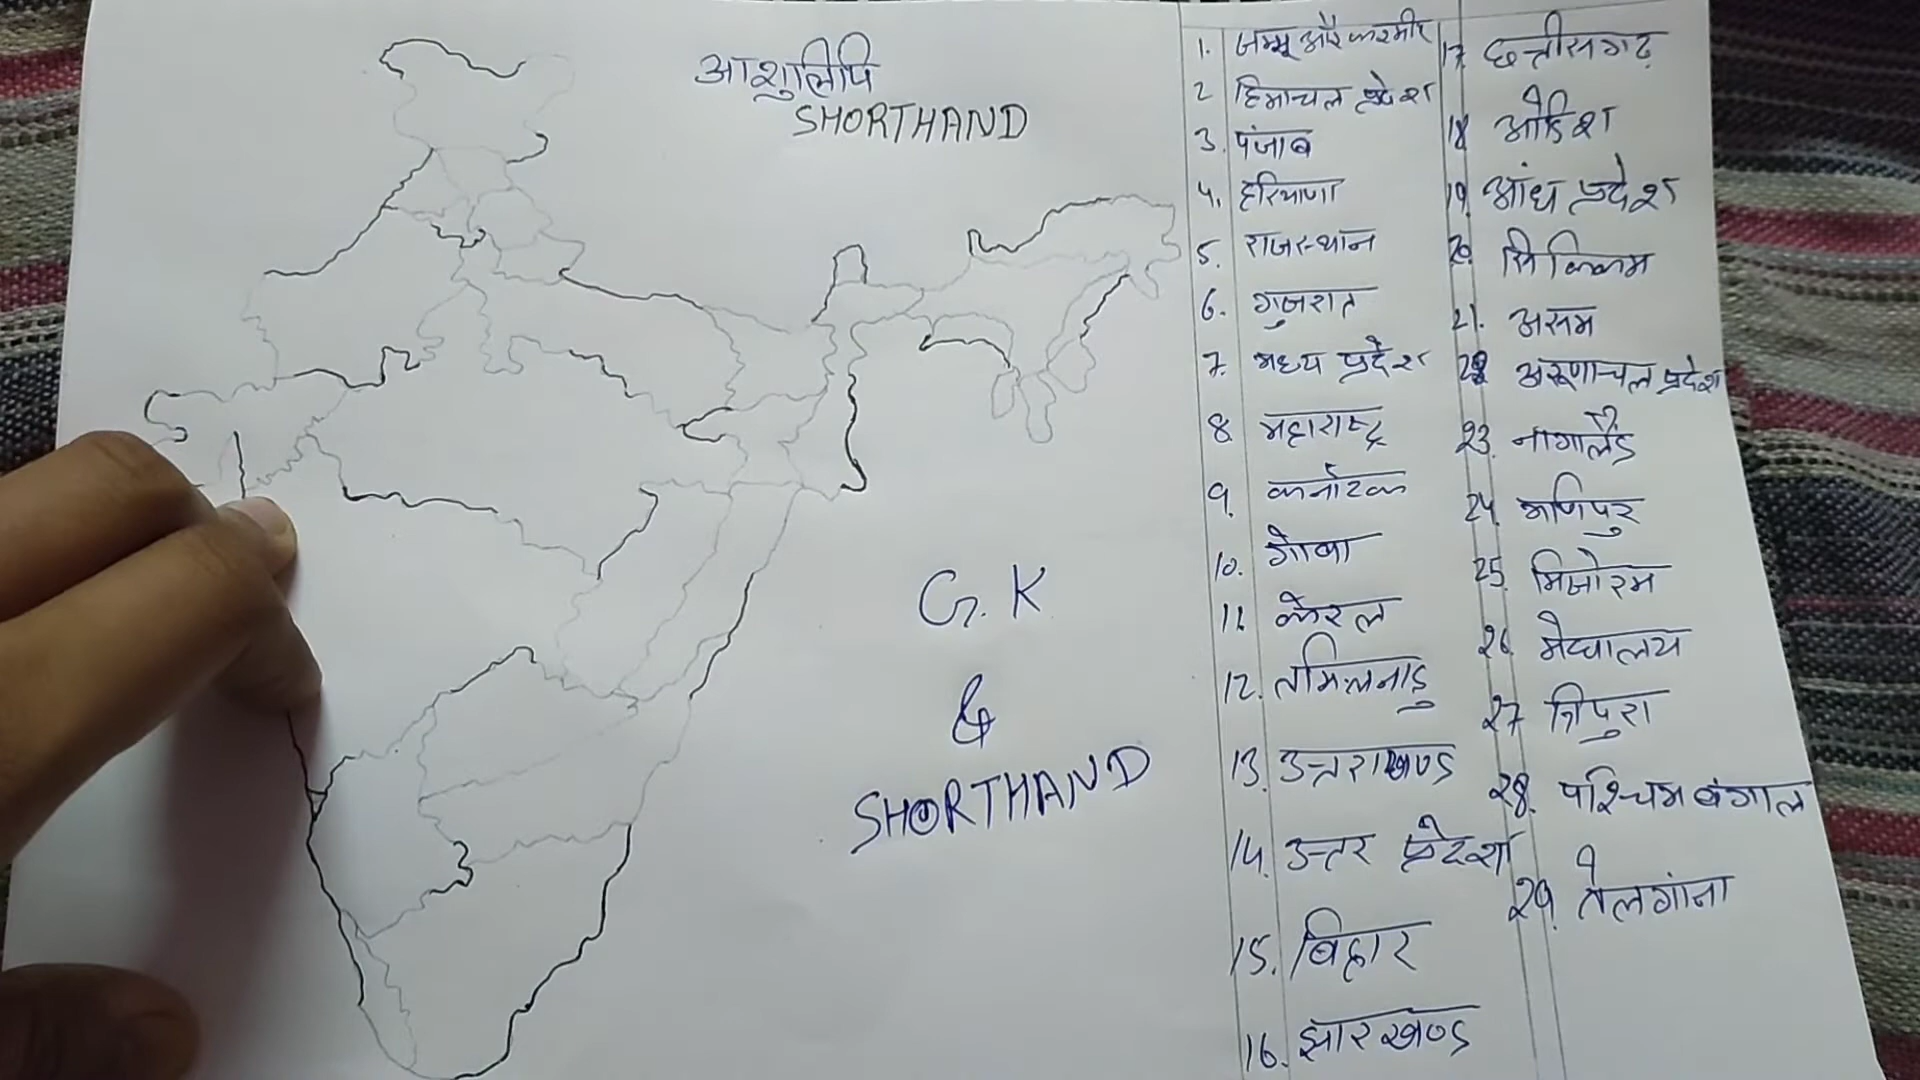 आशुलिपि
SHORTHAND
G. K
&
SHORTHAND
1. जम्मू और कश्मीर
2 हिमाचल प्रदेश
3. पंजाब
4. हरियाणा
5. राजस्थान
6. गुजरात
7. मध्य प्रदेश
8. महाराष्ट्र
9. कर्नाटक
10. गोवा
11. केरल
12. तमिलनाडु
13. उत्तराखण्ड
14. उत्तर प्रदेश
15. बिहार
16. झारखण्ड
17. छत्तीसगढ़
18 ओडिशा
19 आंध्र प्रदेश
20. सिक्किम
21. असम
22 अरूणाचल प्रदेश
23. नागालैंड
24. मणिपुर
25. मिजोरम
26. मेघालय
27 त्रिपुरा
28. पश्चिम बंगाल
29. तेलगांना